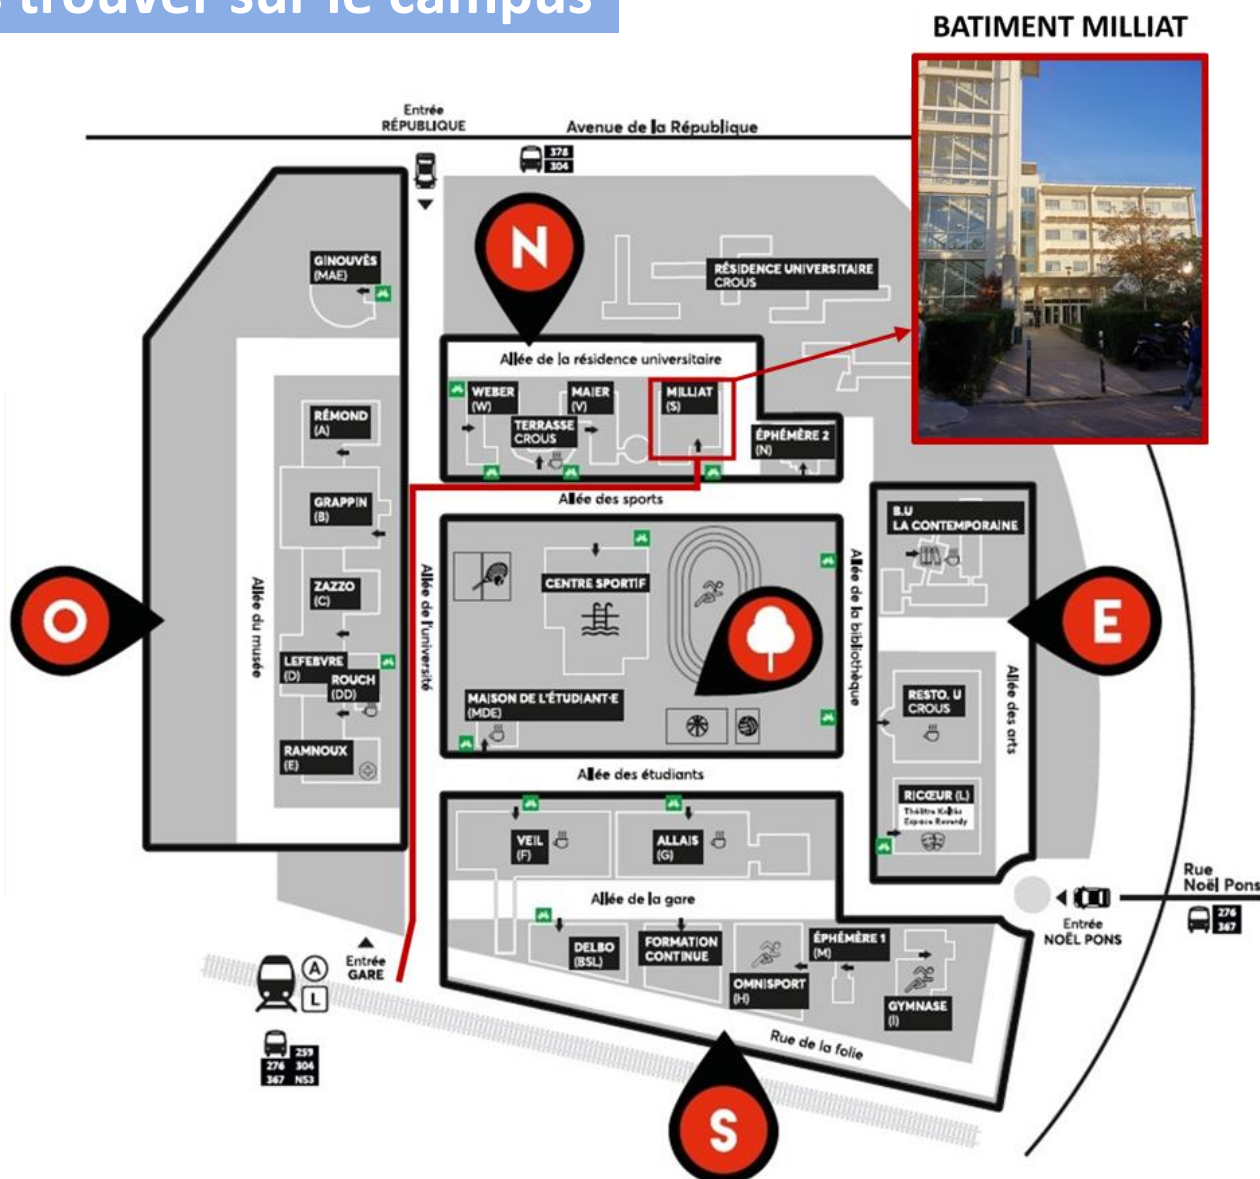 trouver sur le campus
BATIMENT MILLIAT
Entrée
RÉPUBLIQUE
Avenue de la République
378
304
N
GINOUVÈS
(MAE)
RÉSIDENCE UNIVERSITAIRE
CROUS
Allée de la résidence universitaire
WEBER
(W)
MAIER
(V)
MILLIAT
(S)
TERRASSE
CROUS
ÉPHÉMÈRE 2
(N)
RÉMOND
(A)
GRAPPIN
(B)
ZAZZO
(C)
LEFEBVRE
(D)
ROUCH
(DD)
RAMNOUX
(E)
Allée du musée
O
Allée de l'université
Allée des sports
CENTRE SPORTIF
MAISON DE L'ÉTUDIANT·E
(MDE)
Allée de la bibliothèque
B.U
LA CONTEMPORAINE
E
RESTO. U
CROUS
Allée des arts
RICŒUR (L)
Théâtre Koltès
Espace Reverdy
Allée des étudiants
VEIL
(F)
ALLAIS
(G)
Allée de la gare
DELBO
(BSL)
FORMATION
CONTINUE
OMNISPORT
(H)
ÉPHÉMÈRE 1
(M)
GYMNASE
(I)
Rue
Noël Pons
276
367
Entrée
NOËL PONS
Entrée
GARE
A
L
259
276 304
367 N53
Rue de la folie
S